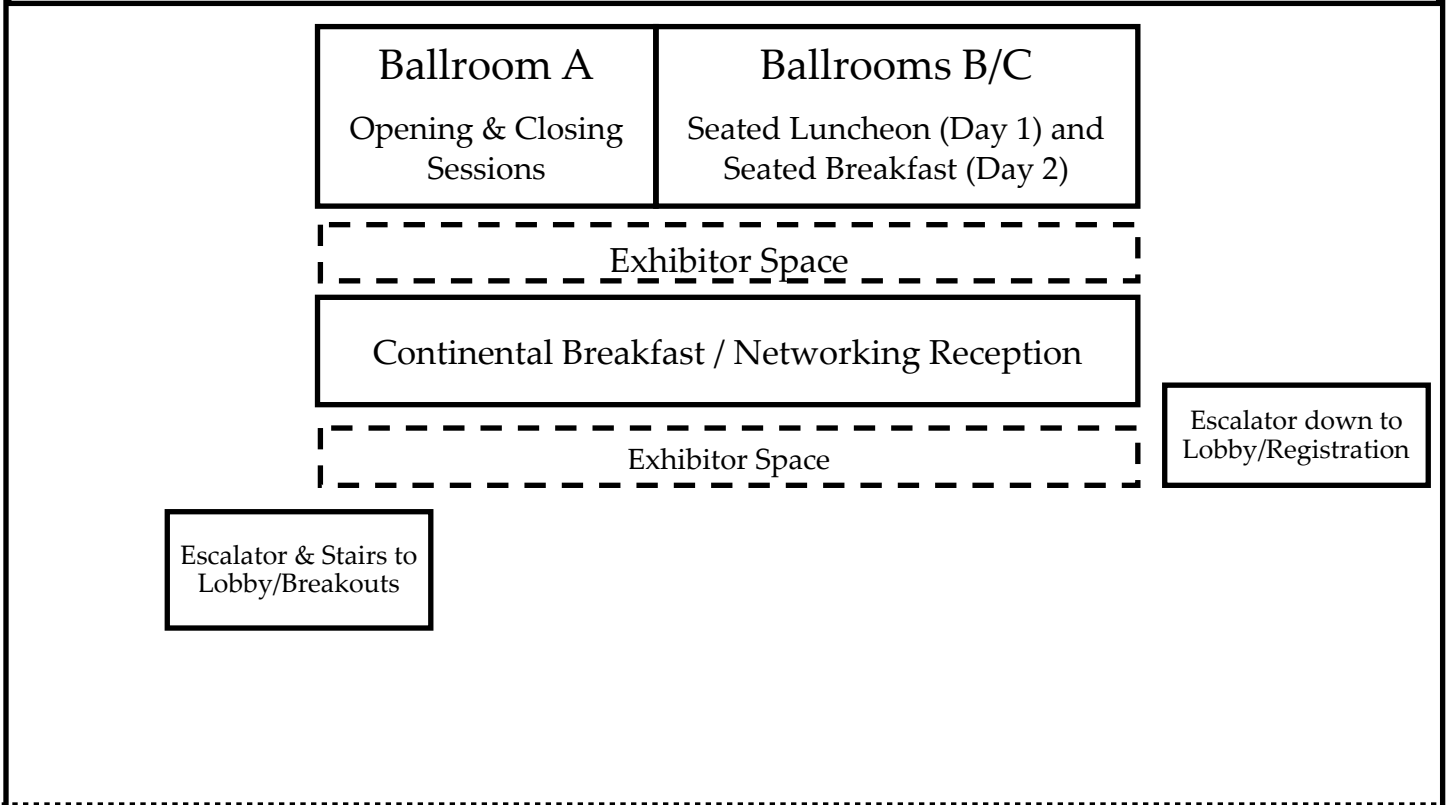 Ballroom A
Opening & Closing
Sessions
Ballrooms B/C
Seated Luncheon (Day 1) and
Seated Breakfast (Day 2)
Exhibitor Space
Continental Breakfast / Networking Reception
Exhibitor Space
Escalator down to
Lobby/Registration
Escalator & Stairs to
Lobby/Breakouts